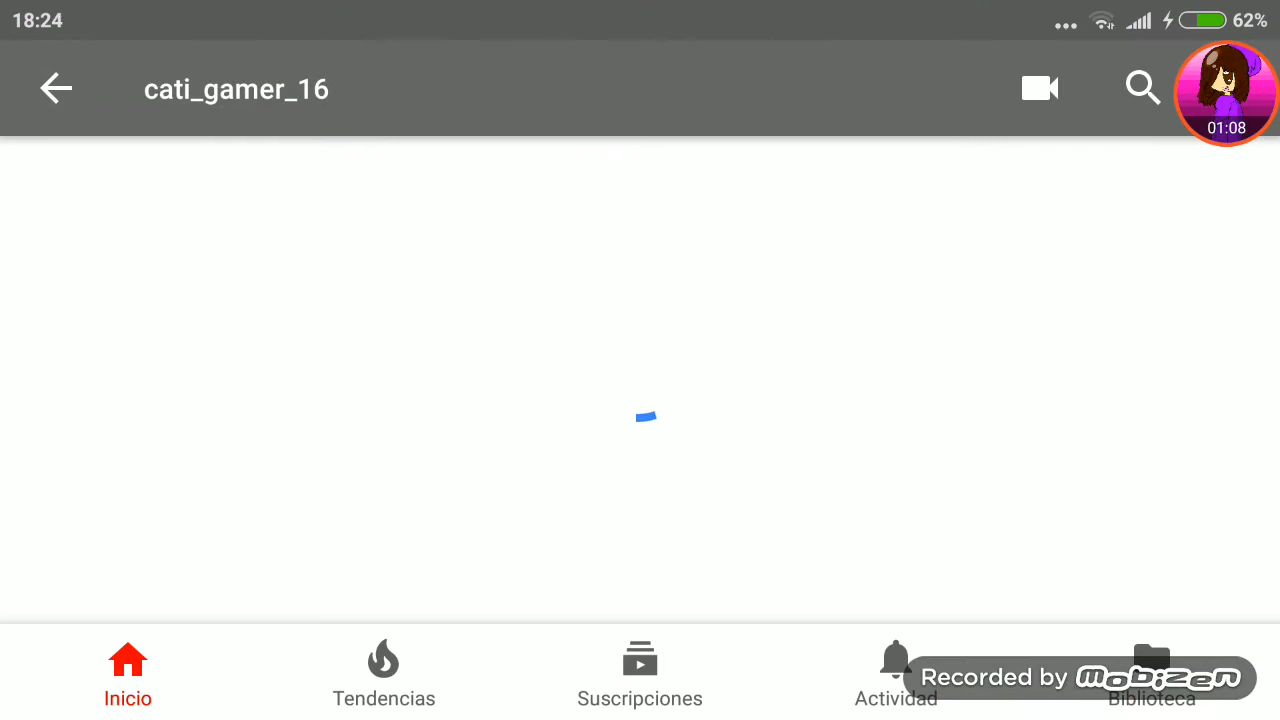 18:24
62%
cati_gamer_16
01:08
Inicio
Tendencias
Suscripciones
Actividad
Biblioteca
Recorded by mobizen